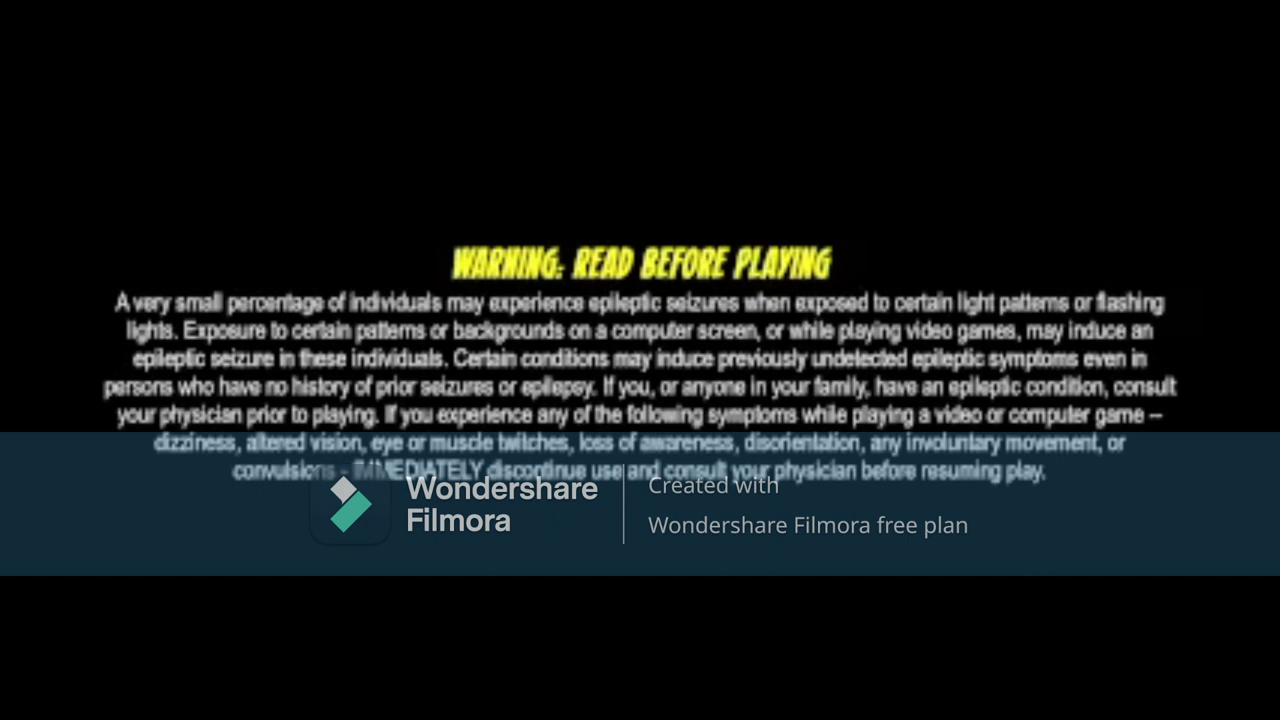 WARNING: READ BEFORE PLAYING
A very small percentage of individuals may experience epileptic seizures when exposed to certain light patterns or flashing
lights. Exposure to certain patterns or backgrounds on a computer screen, or while playing video games, may induce an
epileptic seizure in these individuals. Certain conditions may induce previously undetected epileptic symptoms even in
persons who have no history of prior seizures or epilepsy. If you, or anyone in your family, have an epileptic condition, consult
your physician prior to playing. If you experience any of the following symptoms while playing a video or computer game --
dizziness, altered vision, eye or muscle twitches, loss of awareness, disorientation, any involuntary movement, or
convulsions - IMMEDIATELY discontinue use and consult your physician before resuming play.
Wondershare
Filmora
Created with
Wondershare Filmora free plan